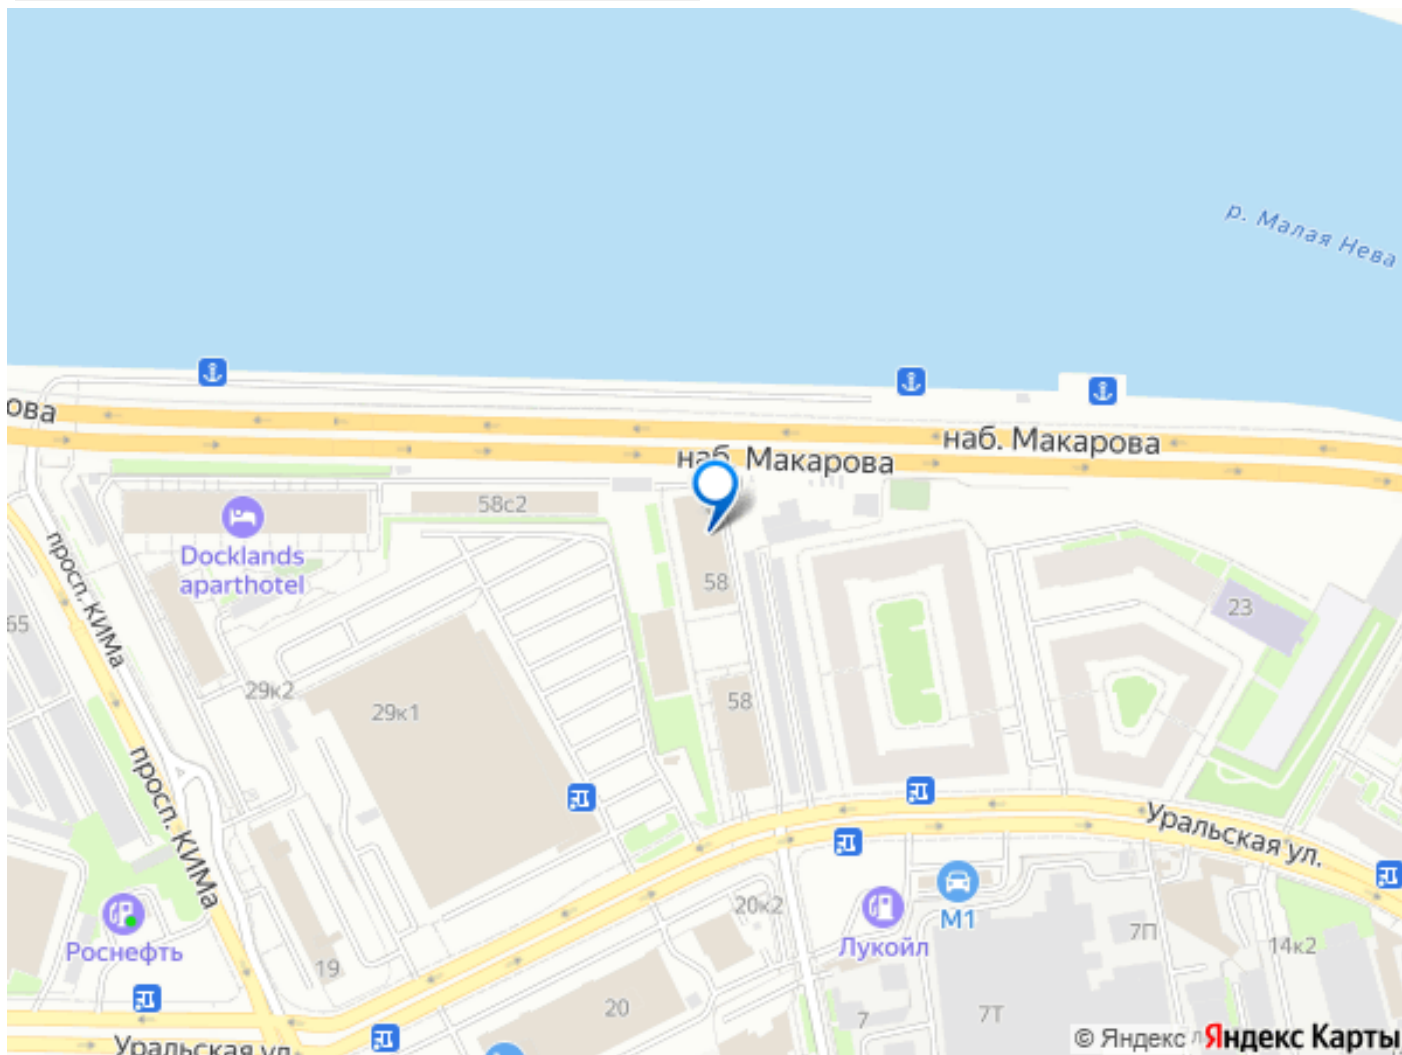 р. Малая Нева
наб. Макарова
наб. Макарова
58с2
Docklands
aparthotel
просп. КИМа
65
58
23
29к2
29к1
58
просп. КИМа
Уральская ул.
М1
20к2
Роснефть
Лукойл
7П
14к2
19
20
7
7Т
Уральская ул.
© Яндекс
Яндекс Карты